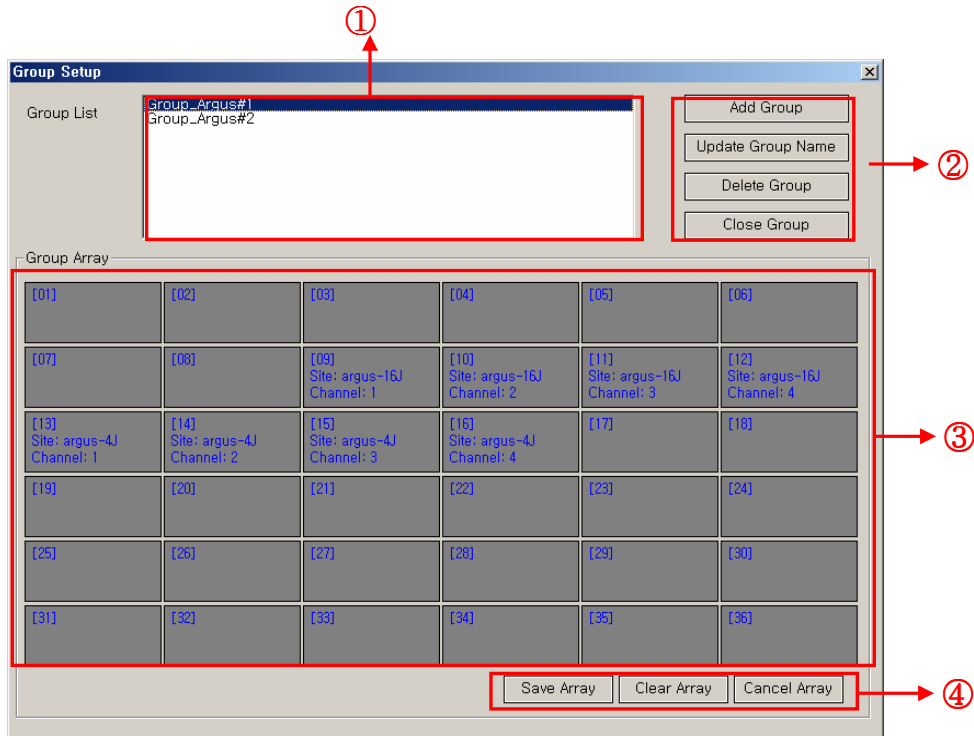 ①
Group Setup
Group List
Group_Argus#1
Group_Argus#2
Add Group
Update Group Name
Delete Group
Close Group
②
Group Array
[01]
[02]
[03]
[04]
[05]
[06]
[07]
[08]
[09]
Site: argus-16J
Channel: 1
[10]
Site: argus-16J
Channel: 2
[11]
Site: argus-16J
Channel: 3
[12]
Site: argus-16J
Channel: 4
[13]
Site: argus-4J
Channel: 1
[14]
Site: argus-4J
Channel: 2
[15]
Site: argus-4J
Channel: 3
[16]
Site: argus-4J
Channel: 4
[17]
[18]
③
[19]
[20]
[21]
[22]
[23]
[24]
[25]
[26]
[27]
[28]
[29]
[30]
[31]
[32]
[33]
[34]
[35]
[36]
Save Array
Clear Array
Cancel Array
④